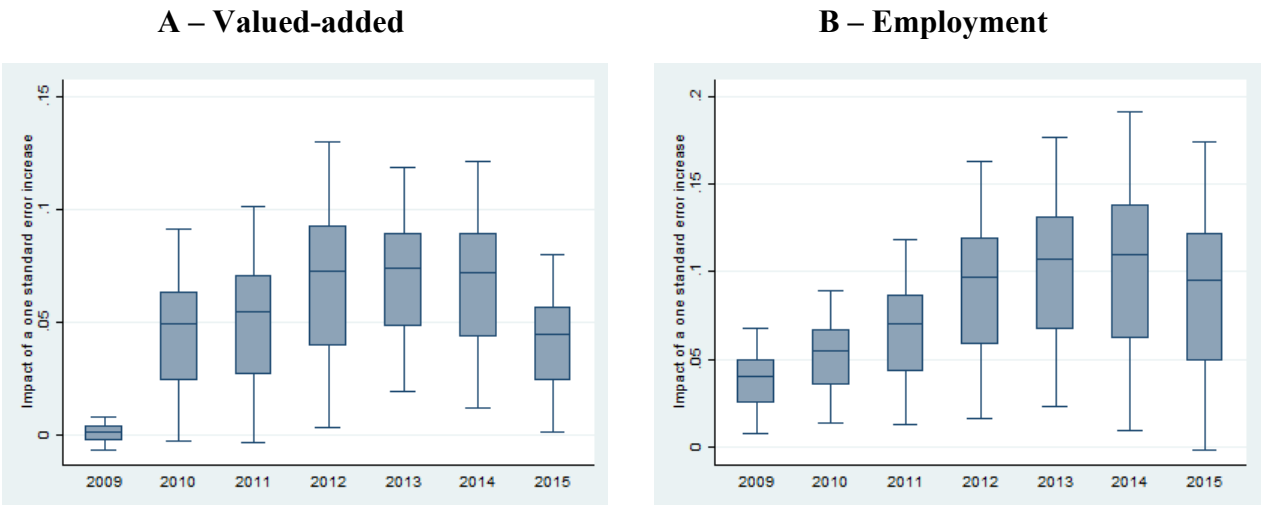 A – Valued-added
B – Employment
Impact of a one standard error increase
.15
.1
.05
0
2009 2010 2011 2012 2013 2014 2015
Impact of a one standard error increase
.2
.15
.1
.05
0
2009 2010 2011 2012 2013 2014 2015